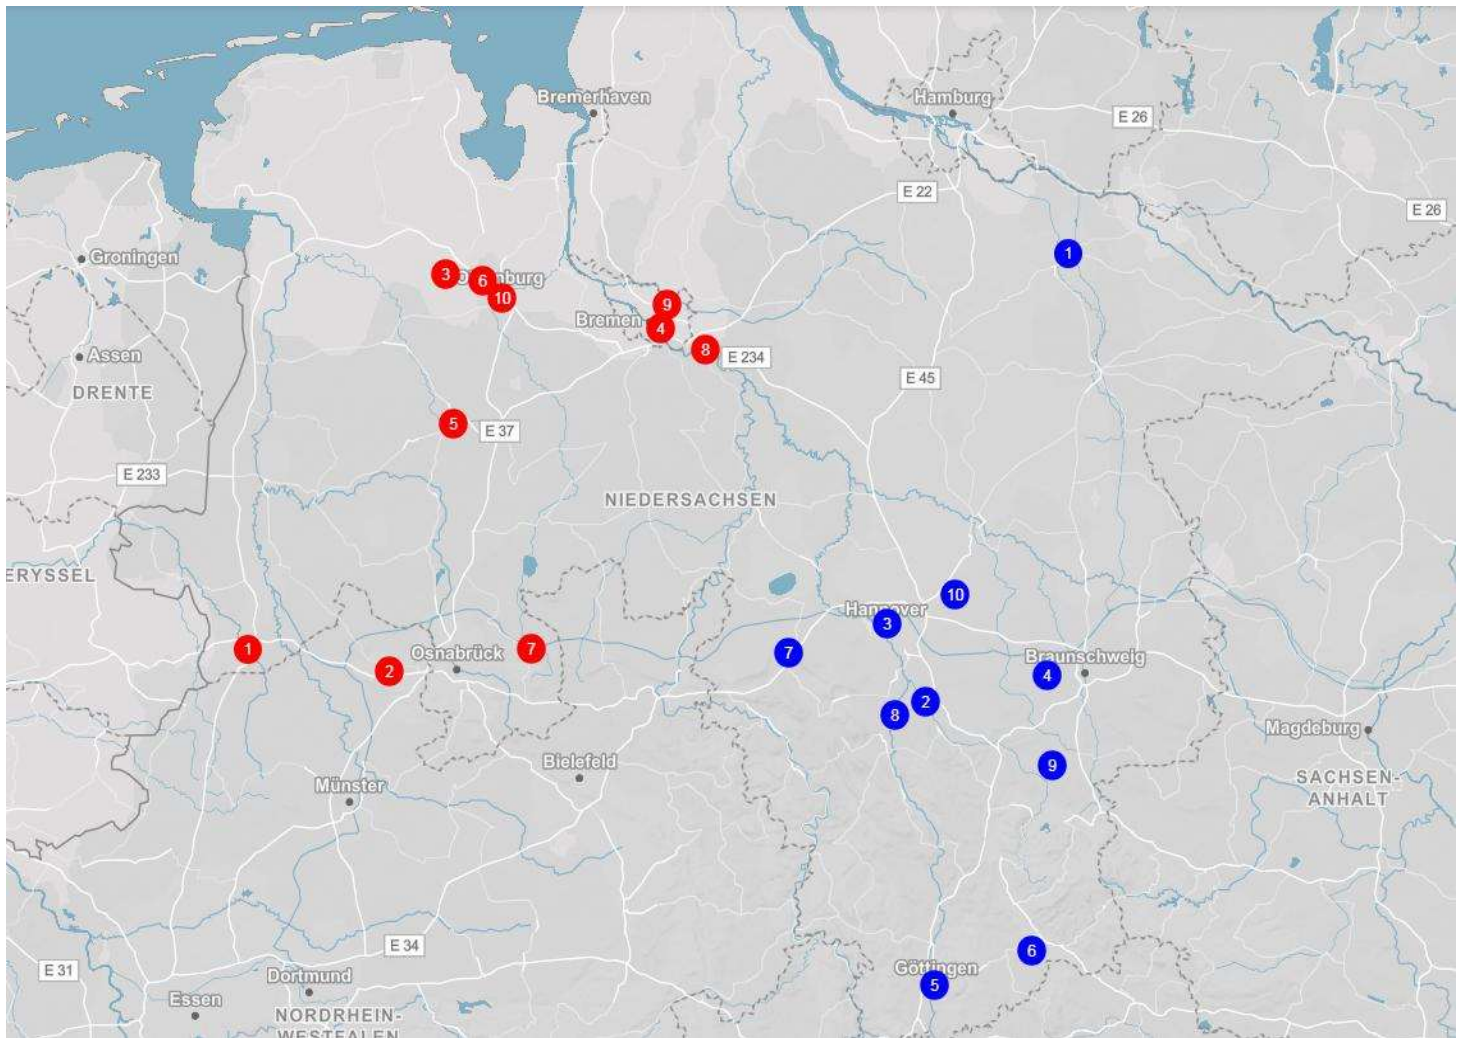 Bremerhaven
Hamburg
E 26
E 22
E 26
Groningen
1
3
6
10
9
Bremen
4
8
E 234
Assen
DRENTE
E 45
5
E 37
E 233
NIEDERSACHSEN
ERYSSEL
10
Hannover
3
1
7
Osnabrück
2
7
Braunschweig
4
2
8
Magdeburg
Bielefeld
9
SACHSEN-
ANHALT
Münster
E 34
6
E 31
Göttingen
5
Dortmund
Essen
NORDRHEIN-
WESTFALEN